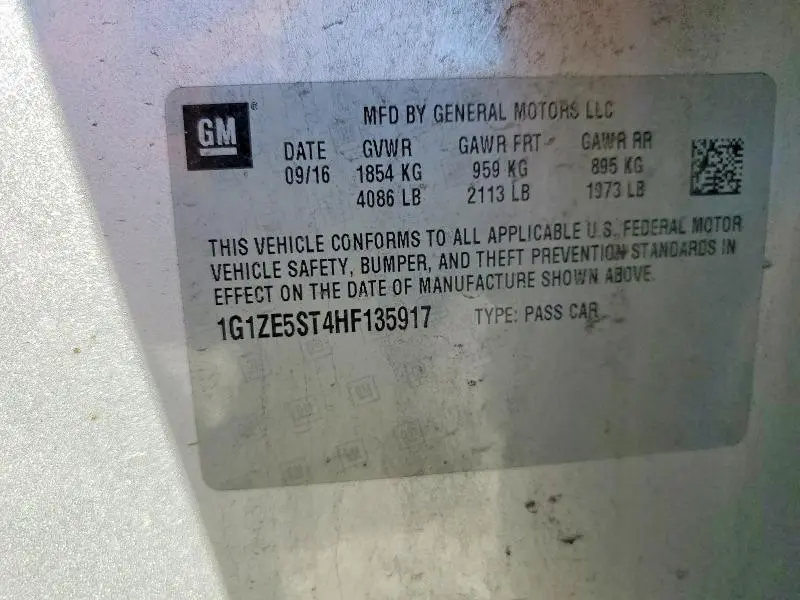 GM®
MFD BY GENERAL MOTORS LLC
DATE GVWR GAWR FRT GAWR RR
09/16 1854 KG 959 KG 895 KG
4086 LB 2113 LB 1973 LB
THIS VEHICLE CONFORMS TO ALL APPLICABLE U.S. FEDERAL MOTOR
VEHICLE SAFETY, BUMPER, AND THEFT PREVENTION STANDARDS IN
EFFECT ON THE DATE OF MANUFACTURE SHOWN ABOVE.
1G1ZE5ST4HF135917 TYPE: PASS CAR